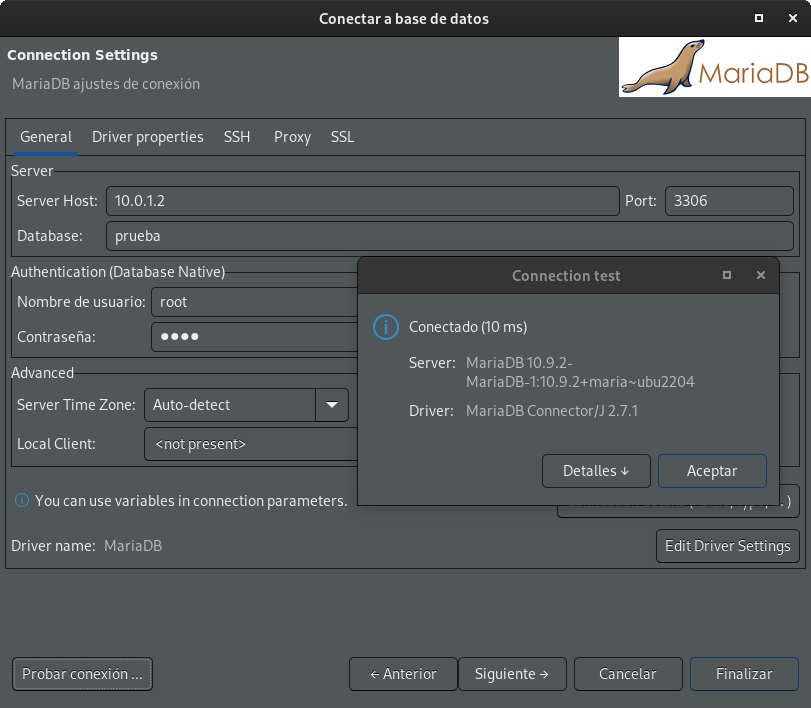 Conectar a base de datos
Connection Settings
MariaDB ajustes de conexión
MariaDB
General Driver properties SSH Proxy SSL
Server
Server Host: 10.0.1.2 Port: 3306
Database: prueba
Authentication (Database Native)
Nombre de usuario: root
Contraseña: ●●●●
Advanced
Server Time Zone: Auto-detect
Local Client: <not present>
Connection test
Conectado (10 ms)
Server: MariaDB 10.9.2-
MariaDB-1:10.9.2+maria~ubu2204
Driver: MariaDB Connector/J 2.7.1
Detalles ↓ Aceptar
You can use variables in connection parameters.
Driver name: MariaDB Edit Driver Settings
Probar conexión ... ← Anterior Siguiente → Cancelar Finalizar